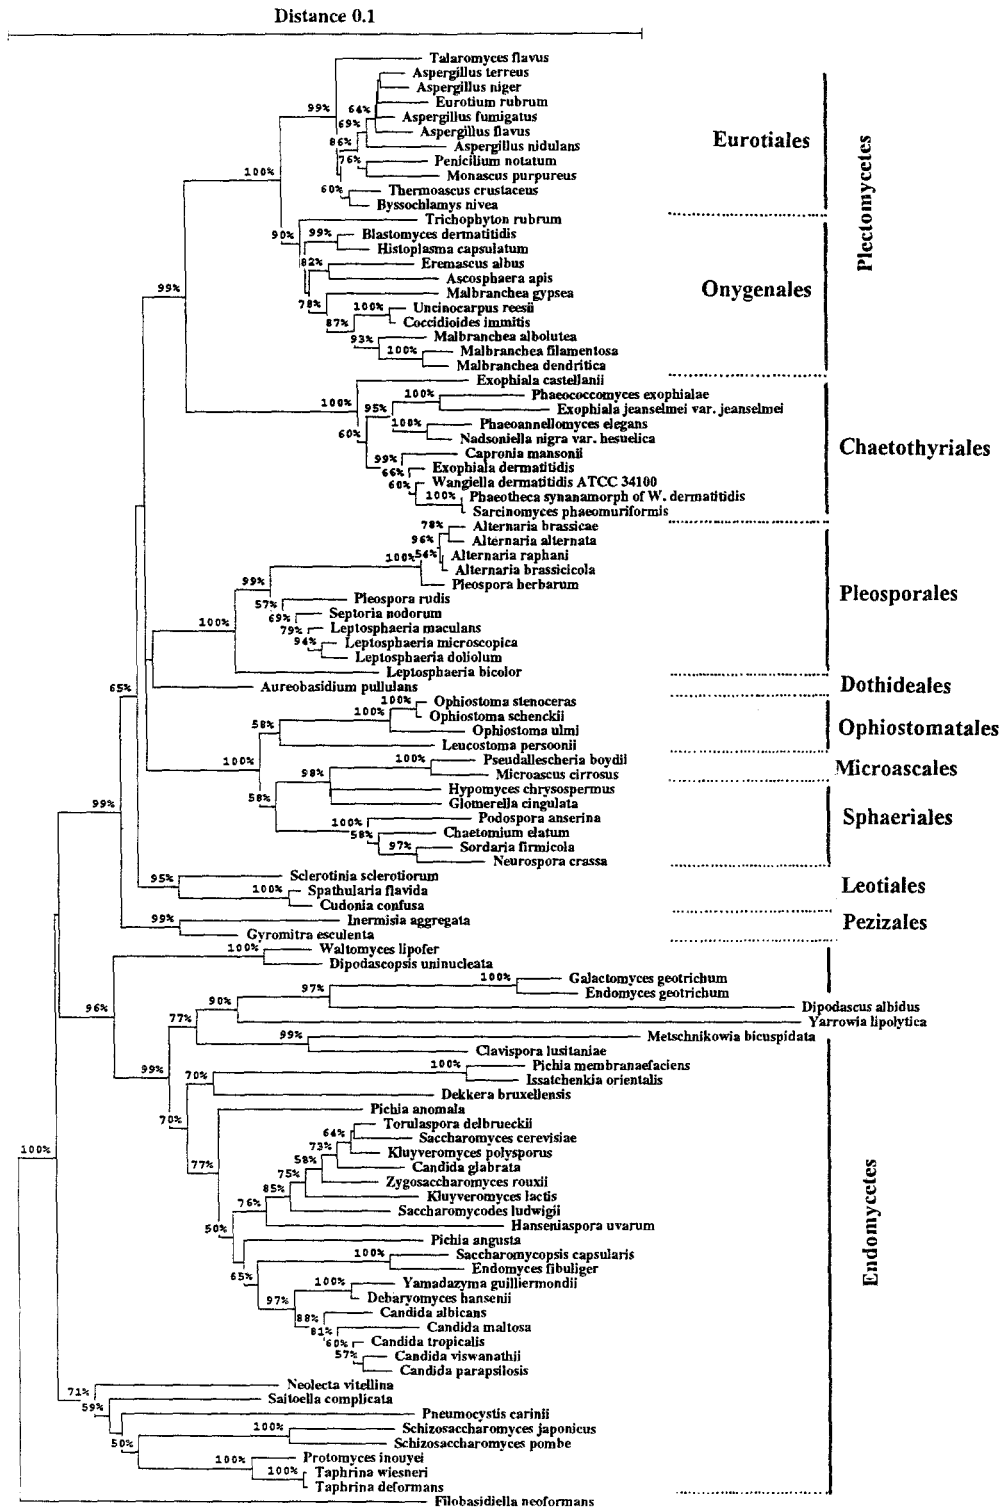 Distance 0.1
Talaromyces flavus
Aspergillus terreus
Aspergillus niger
Eurotium rubrum
99%
64%
Aspergillus fumigatus
69%
Aspergillus flavus
86%
Aspergillus nidulans
Eurotiales
76%
Penicilium notatum
Monascus purpureus
100%
60%
Thermoascus crustaceus
Byssochlamys nivea
Plectomycetes
Trichophyton rubrum
90%
99%
Blastomyces dermatitidis
Histoplasma capsulatum
82%
Eremascus albus
Ascosphaera apis
99%
Malbranchea gypsea
Onygenales
78%
100%
Uncinocarpus reesii
87%
Coccidioides immitis
93%
Malbranchea albolutea
100%
Malbranchea filamentosa
Malbranchea dendritica
Exophiala castellanii
100%
100%
Phaeococcomyces exophialae
95%
Exophiala jeanselmei var. jeanselmei
60%
100%
Phaeoannellomyces elegans
Nadsoniella nigra var. hesuelica
Chaetothyriales
99%
Capronia mansonii
66%
Exophiala dermatitidis
60%
Wangiella dermatitidis ATCC 34100
100%
Phaeotheca synanamorph of W. dermatitidis
Sarcinomyces phaeomuriformis
78%
Alternaria brassicae
96%
Alternaria alternata
100%
54%
Alternaria raphani
Alternaria brassicicola
99%
Pleospora herbarum
Pleosporales
57%
Pleospora rudis
69%
Septoria nodorum
100%
79%
Leptosphaeria maculans
94%
Leptosphaeria microscopica
Leptosphaeria doliolum
Leptosphaeria bicolor
65%
Aureobasidium pullulans
Dothideales
100%
Ophiostoma stenoceras
100%
Ophiostoma schenckii
58%
Ophiostoma ulmi
Ophiostomatales
Leucostoma persoonii
100%
100%
Pseudallescheria boydii
98%
Microascus cirrosus
Microascales
Hypomyces chrysospermus
99%
58%
Glomerella cingulata
100%
Podospora anserina
Sphaeriales
58%
Chaetomium elatum
97%
Sordaria firmicola
Neurospora crassa
95%
Sclerotinia sclerotiorum
100%
Spathularia flavida
Leotiales
Cudonia confusa
99%
Inermisia aggregata
Pezizales
Gyromitra esculenta
100%
Waltomyces lipofer
Dipodascopsis uninucleata
100%
Galactomyces geotrichum
97%
Endomyces geotrichum
96%
90%
Dipodascus albidus
77%
Yarrowia lipolytica
99%
Metschnikowia bicuspidata
Clavispora lusitaniae
99%
100%
Pichia membranaefaciens
70%
Issatchenkia orientalis
Dekkera bruxellensis
70%
Pichia anomala
Torulaspora delbrueckii
64%
Saccharomyces cerevisiae
100%
73%
Kluyveromyces polysporus
77%
58%
Candida glabrata
75%
Zygosaccharomyces rouxii
85%
Kluyveromyces lactis
76%
Saccharomycodes ludwigii
Endomycetes
50%
Hanseniaspora uvarum
Pichia angusta
100%
Saccharomycopsis capsularis
Endomyces fibuliger
65%
100%
Yamadazyma guilliermondii
97%
Debaryomyces hansenii
88%
Candida albicans
81%
Candida maltosa
60%
Candida tropicalis
57%
Candida viswanathii
Candida parapsilosis
71%
Neolecta vitellina
59%
Saitoella complicata
Pneumocystis carinii
100%
Schizosaccharomyces japonicus
50%
Schizosaccharomyces pombe
100%
Protomyces inouyei
100%
Taphrina wiesneri
Taphrina deformans
Filobasidiella neoformans